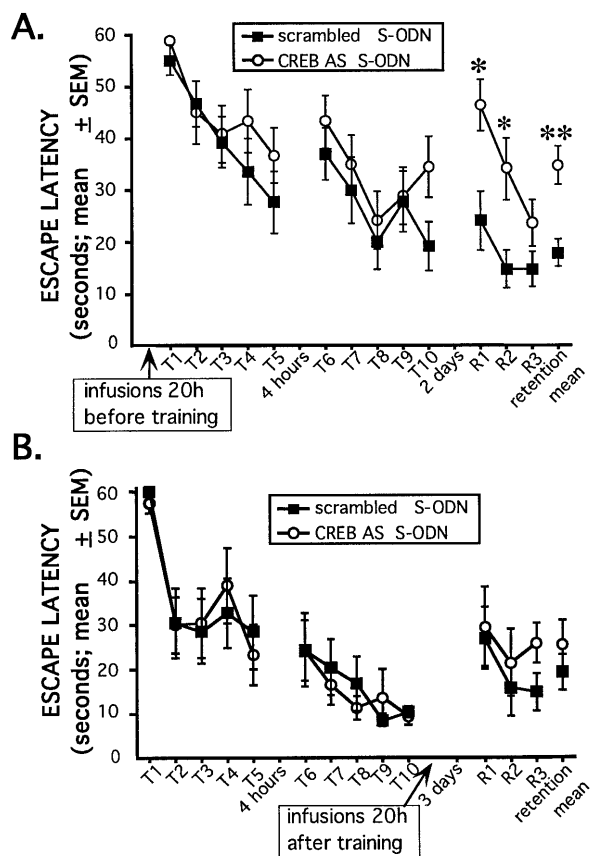 A.
scrambled S-ODN
CREB AS S-ODN
ESCAPE LATENCY
(seconds; mean ± SEM)
60
50
40
30
20
10
0
*
*
**
T1
T2
T3
T4
T5
4 hours
T6
T7
T8
T9
T10
2 days
R1
R2
R3
retention
mean
infusions 20h
before training
B.
scrambled S-ODN
CREB AS S-ODN
ESCAPE LATENCY
(seconds; mean ± SEM)
60
50
40
30
20
10
0
T1
T2
T3
T4
T5
4 hours
T6
T7
T8
T9
T10
3 days
R1
R2
R3
retention
mean
infusions 20h
after training